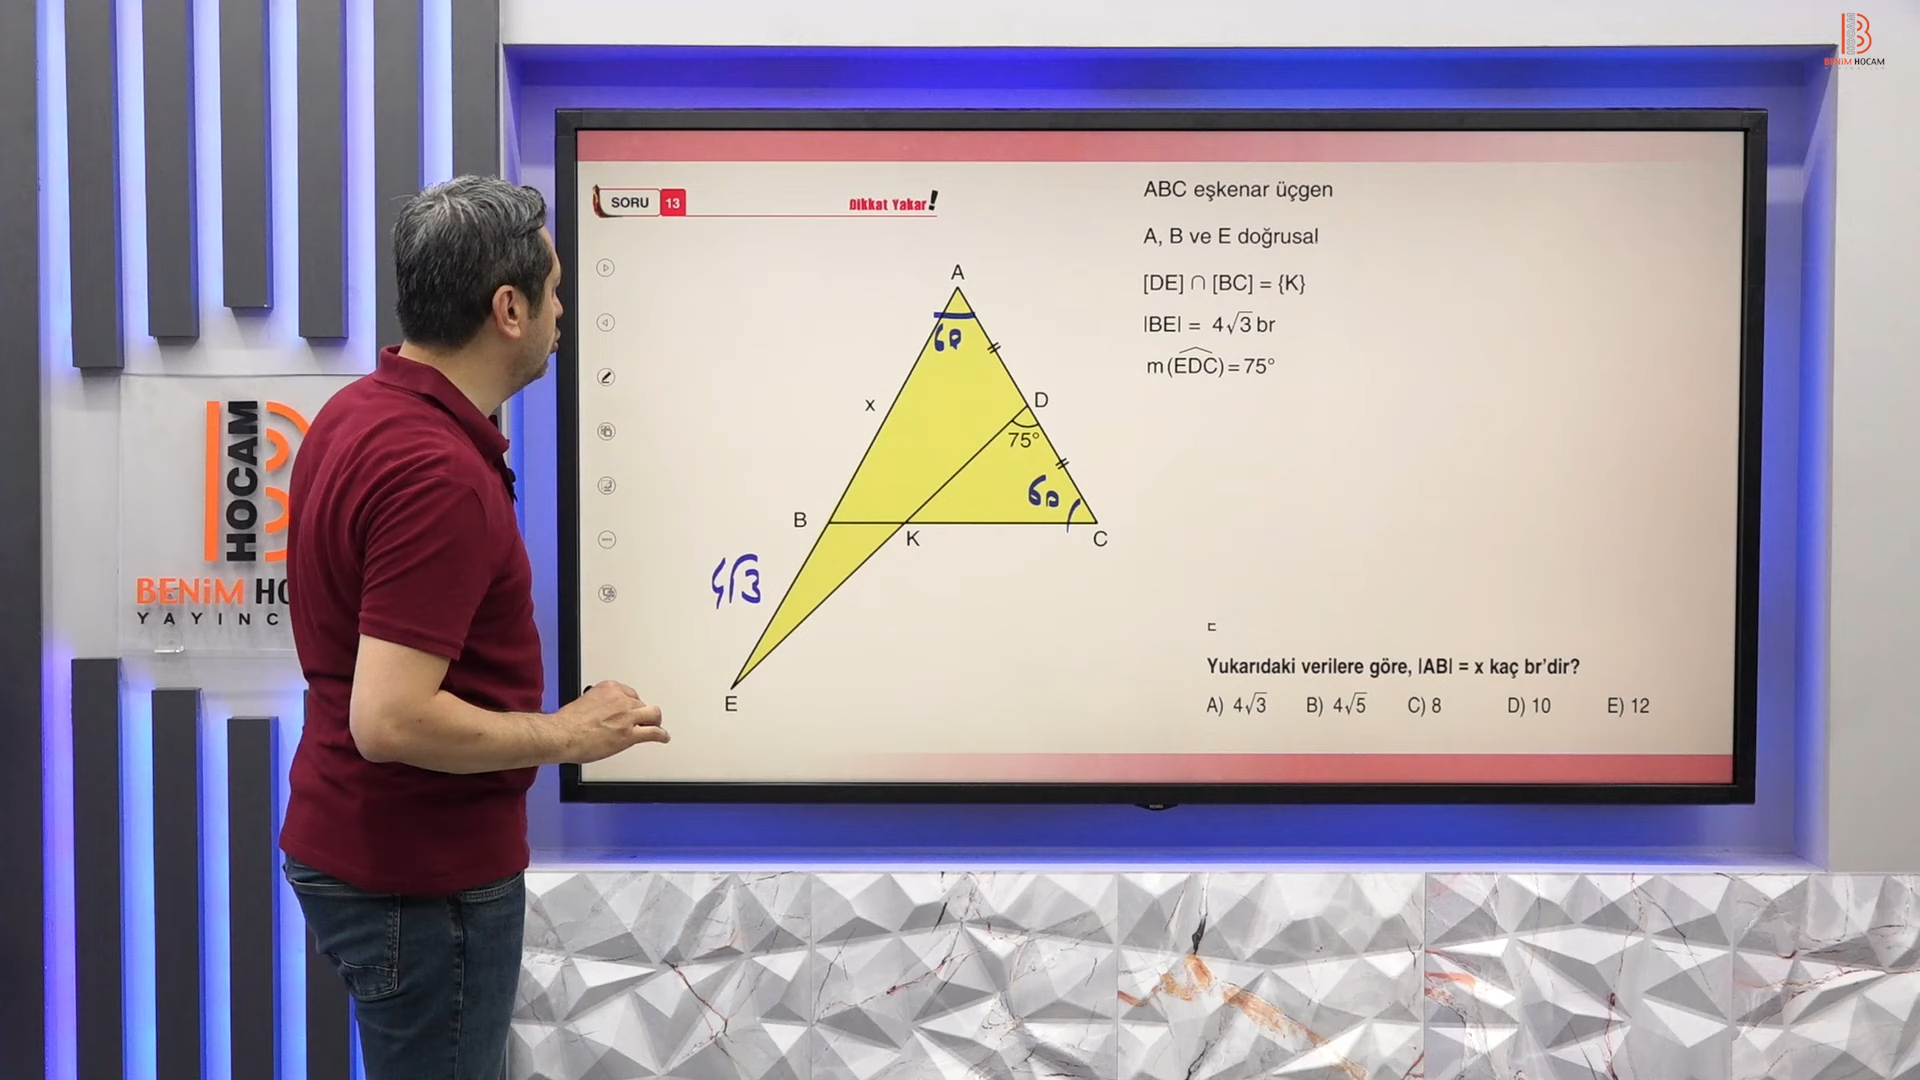 BENİM HOCAM
HOCAM
BENİM HO
YAYINC
SORU 13
Dikkat Yakar!
ABC eşkenar üçgen
A, B ve E doğrusal
[DE] ∩ [BC] = {K}
|BE| = 4√3 br
m(EDC) = 75°
A
60
x
D
75°
60
B
K
C
4√3
E
Yukarıdaki verilere göre, |AB| = x kaç br'dir?
A) 4√3 B) 4√5 C) 8 D) 10 E) 12